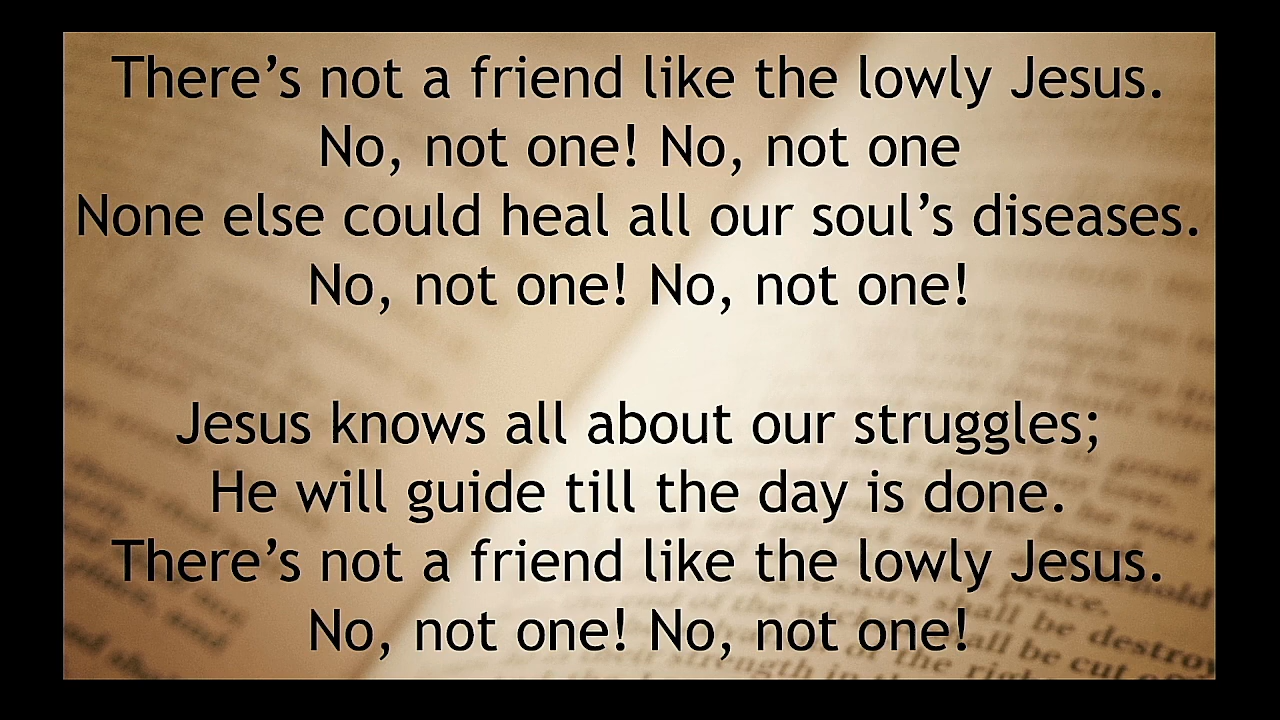 There’s not a friend like the lowly Jesus.
No, not one! No, not one
None else could heal all our soul’s diseases.
No, not one! No, not one!
Jesus knows all about our struggles;
He will guide till the day is done.
There’s not a friend like the lowly Jesus.
No, not one! No, not one!